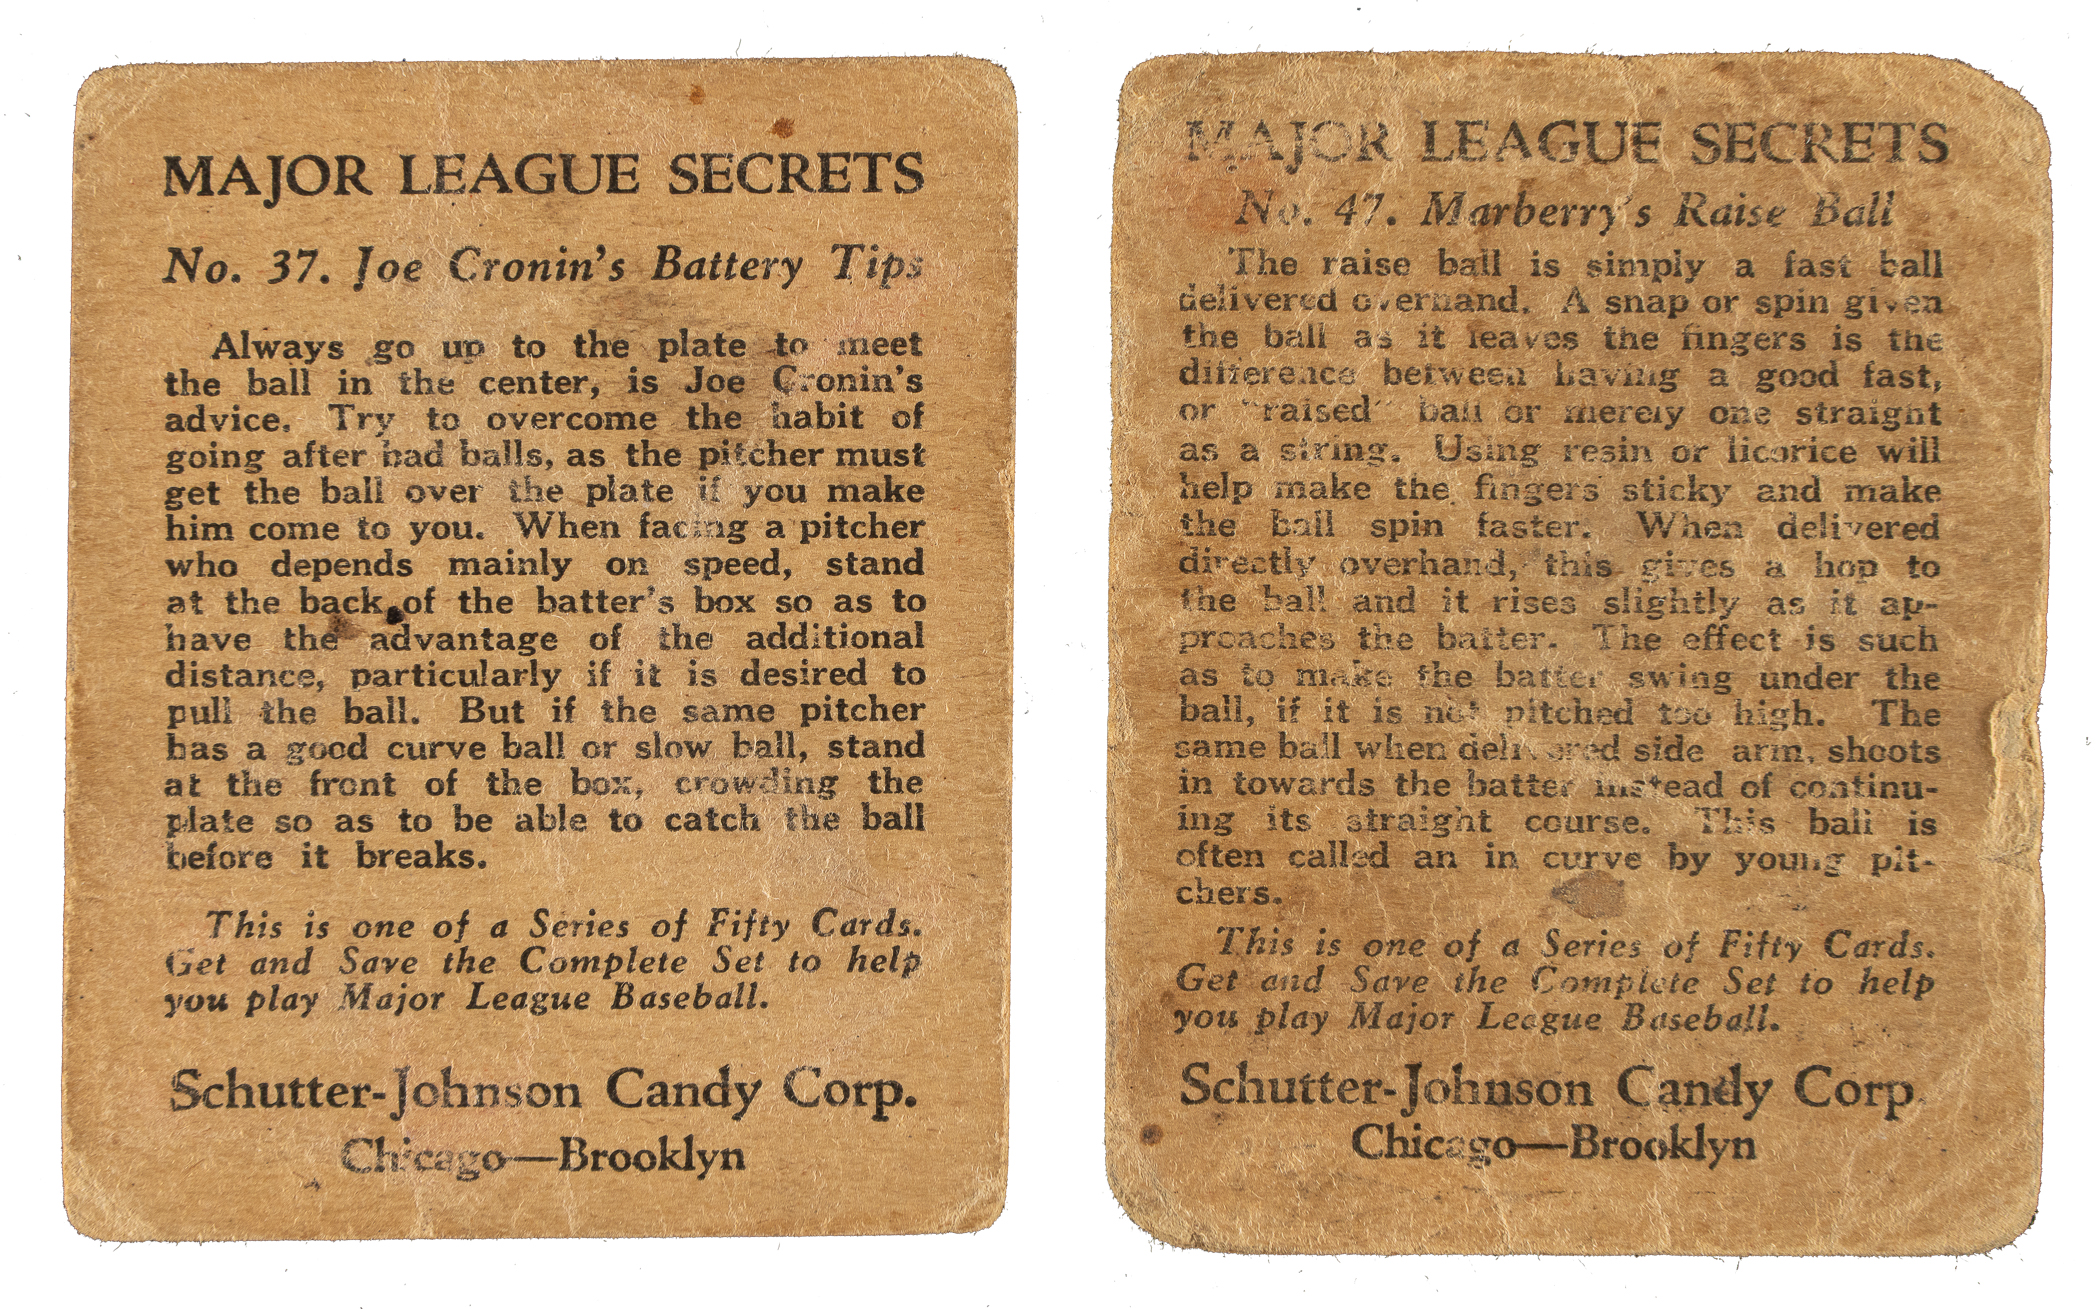 MAJOR LEAGUE SECRETS
No. 37. Joe Cronin's Battery Tips
Always go up to the plate to meet
the ball in the center, is Joe Cronin's
advice. Try to overcome the habit of
going after bad balls, as the pitcher must
get the ball over the plate if you make
him come to you. When facing a pitcher
who depends mainly on speed, stand
at the back of the batter's box so as to
have the advantage of the additional
distance, particularly if it is desired to
pull the ball. But if the same pitcher
has a good curve ball or slow ball, stand
at the front of the box, crowding the
plate so as to be able to catch the ball
before it breaks.
This is one of a Series of Fifty Cards.
Get and Save the Complete Set to help
you play Major League Baseball.
Schutter-Johnson Candy Corp.
Chicago—Brooklyn
MAJOR LEAGUE SECRETS
No. 47. Marberry's Raise Ball
The raise ball is simply a fast ball
delivered overhand. A snap or spin given
the ball as it leaves the fingers is the
difference between having a good fast,
or "raised" ball or merely one straight
as a string. Using resin or licorice will
help make the fingers sticky and make
the ball spin faster. When delivered
directly overhand, this gives a hop to
the ball and it rises slightly as it ap-
proaches the batter. The effect is such
as to make the batter swing under the
ball, if it is not pitched too high. The
same ball when delivered side arm, shoots
in towards the batter instead of continu-
ing its straight course. This ball is
often called an in curve by young pit-
chers.
This is one of a Series of Fifty Cards.
Get and Save the Complete Set to help
you play Major League Baseball.
Schutter-Johnson Candy Corp.
Chicago—Brooklyn